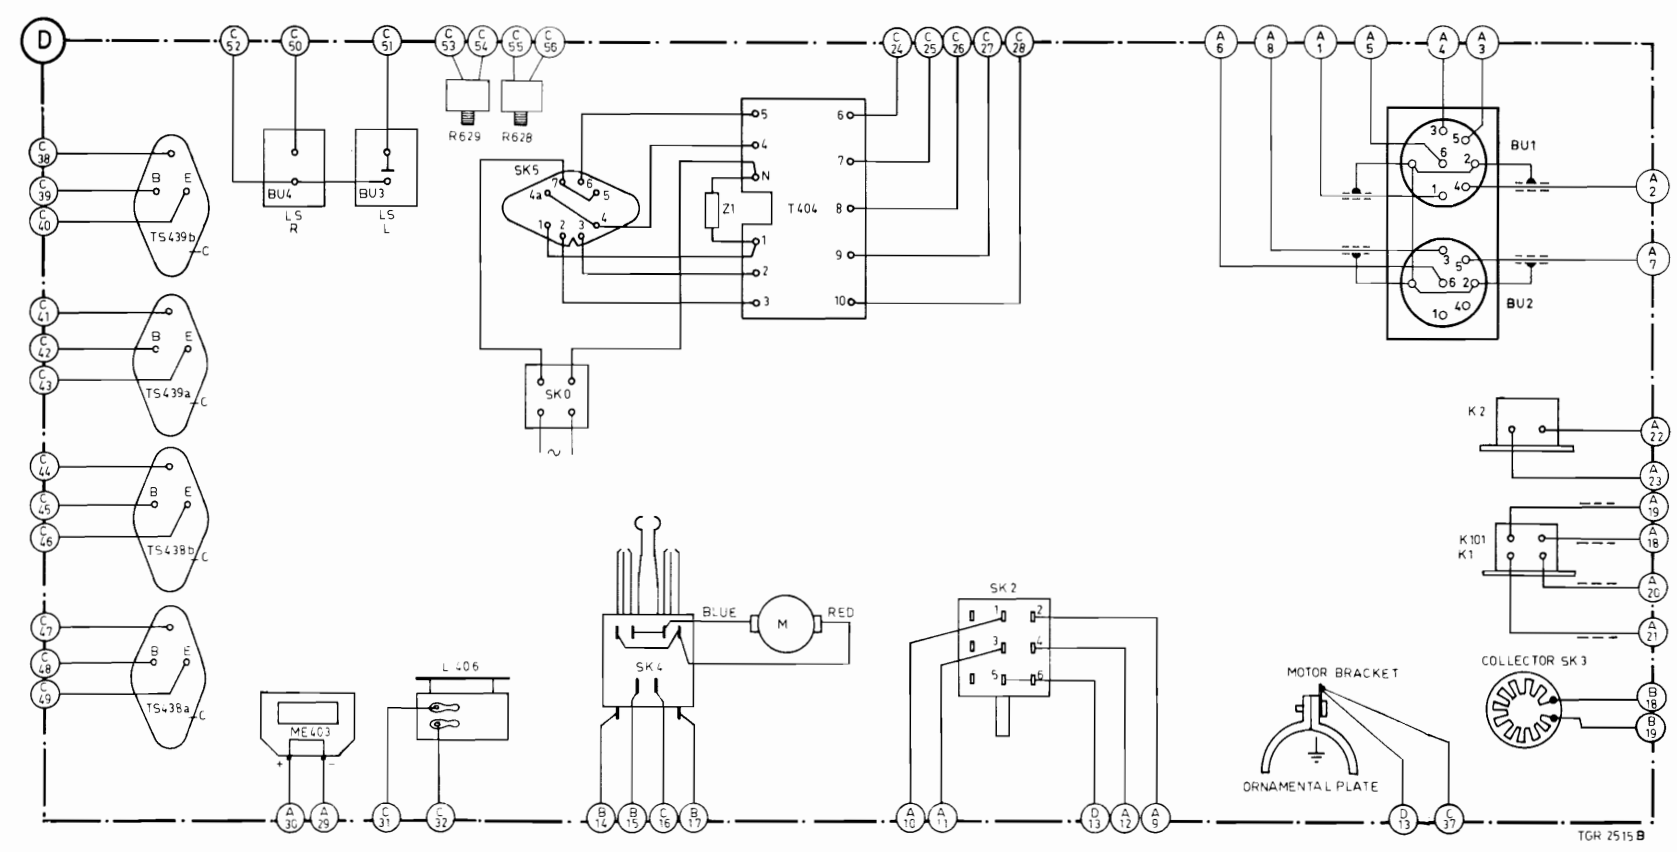 D
C 52
C 50
C 51
C 53
C 54
C 55
C 56
C 24
C 25
C 26
C 27
C 28
A 6
A 8
A 1
A 5
A 4
A 3
R629
R628
C 38
C 39
C 40
B E
TS439b
C
BU4
LS
R
BU3
LS
L
SK5
7 6
4a 5
1 2 3 4
5
4
N
Z1
1
2
3
T404
6
7
8
9
10
3 5
6 2
1 4
BU1
A 2
3 5
6 2
1 4
BU2
A 7
C 41
C 42
C 43
B E
TS439a
C
SK0
~
K2
A 22
A 23
C 44
C 45
C 46
B E
TS438b
C
A 19
K101
K1
A 18
A 20
A 21
C 47
C 48
C 49
B E
TS438a
C
BLUE
M
RED
SK4
SK2
1 2
3 4
5 6
L406
ME403
+ -
MOTOR BRACKET
ORNAMENTAL PLATE
COLLECTOR SK3
B 18
B 19
A 30
A 29
C 31
C 32
B 14
B 15
C 16
B 17
A 10
A 11
D 13
A 12
A 9
D 13
C 37
TGR 2515B